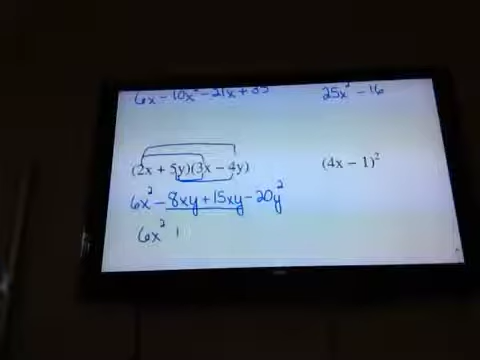 6x - 10x² - 21x + 35
25x² - 16
(2x + 5y)(3x - 4y)
(4x - 1)²
6x² - 8xy + 15xy - 20y²
6x²